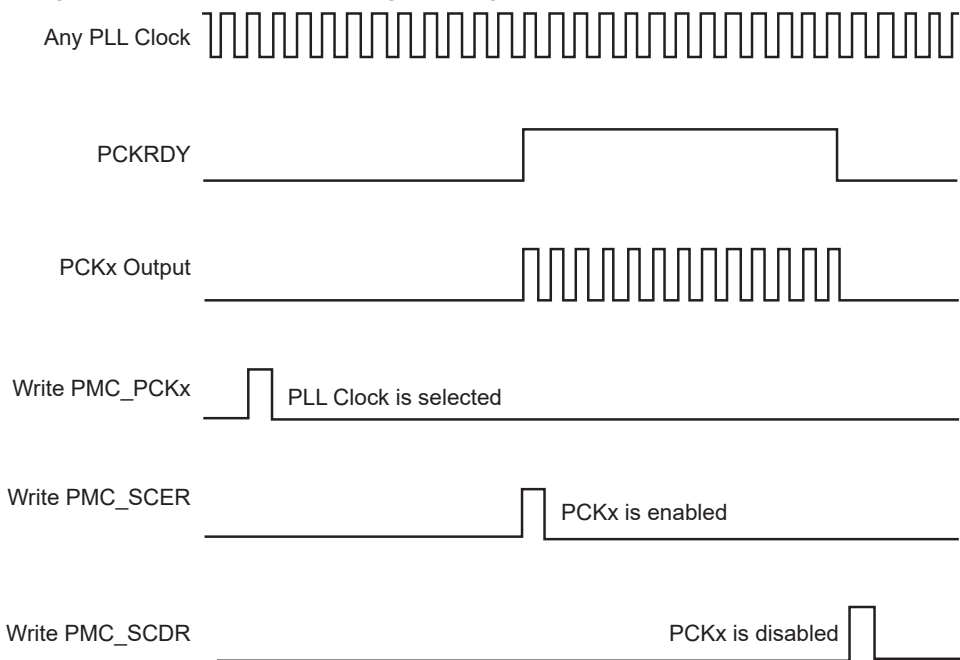 Any PLL Clock
PCKRDY
PCKx Output
Write PMC_PCKx
PLL Clock is selected
Write PMC_SCER
PCKx is enabled
Write PMC_SCDR
PCKx is disabled